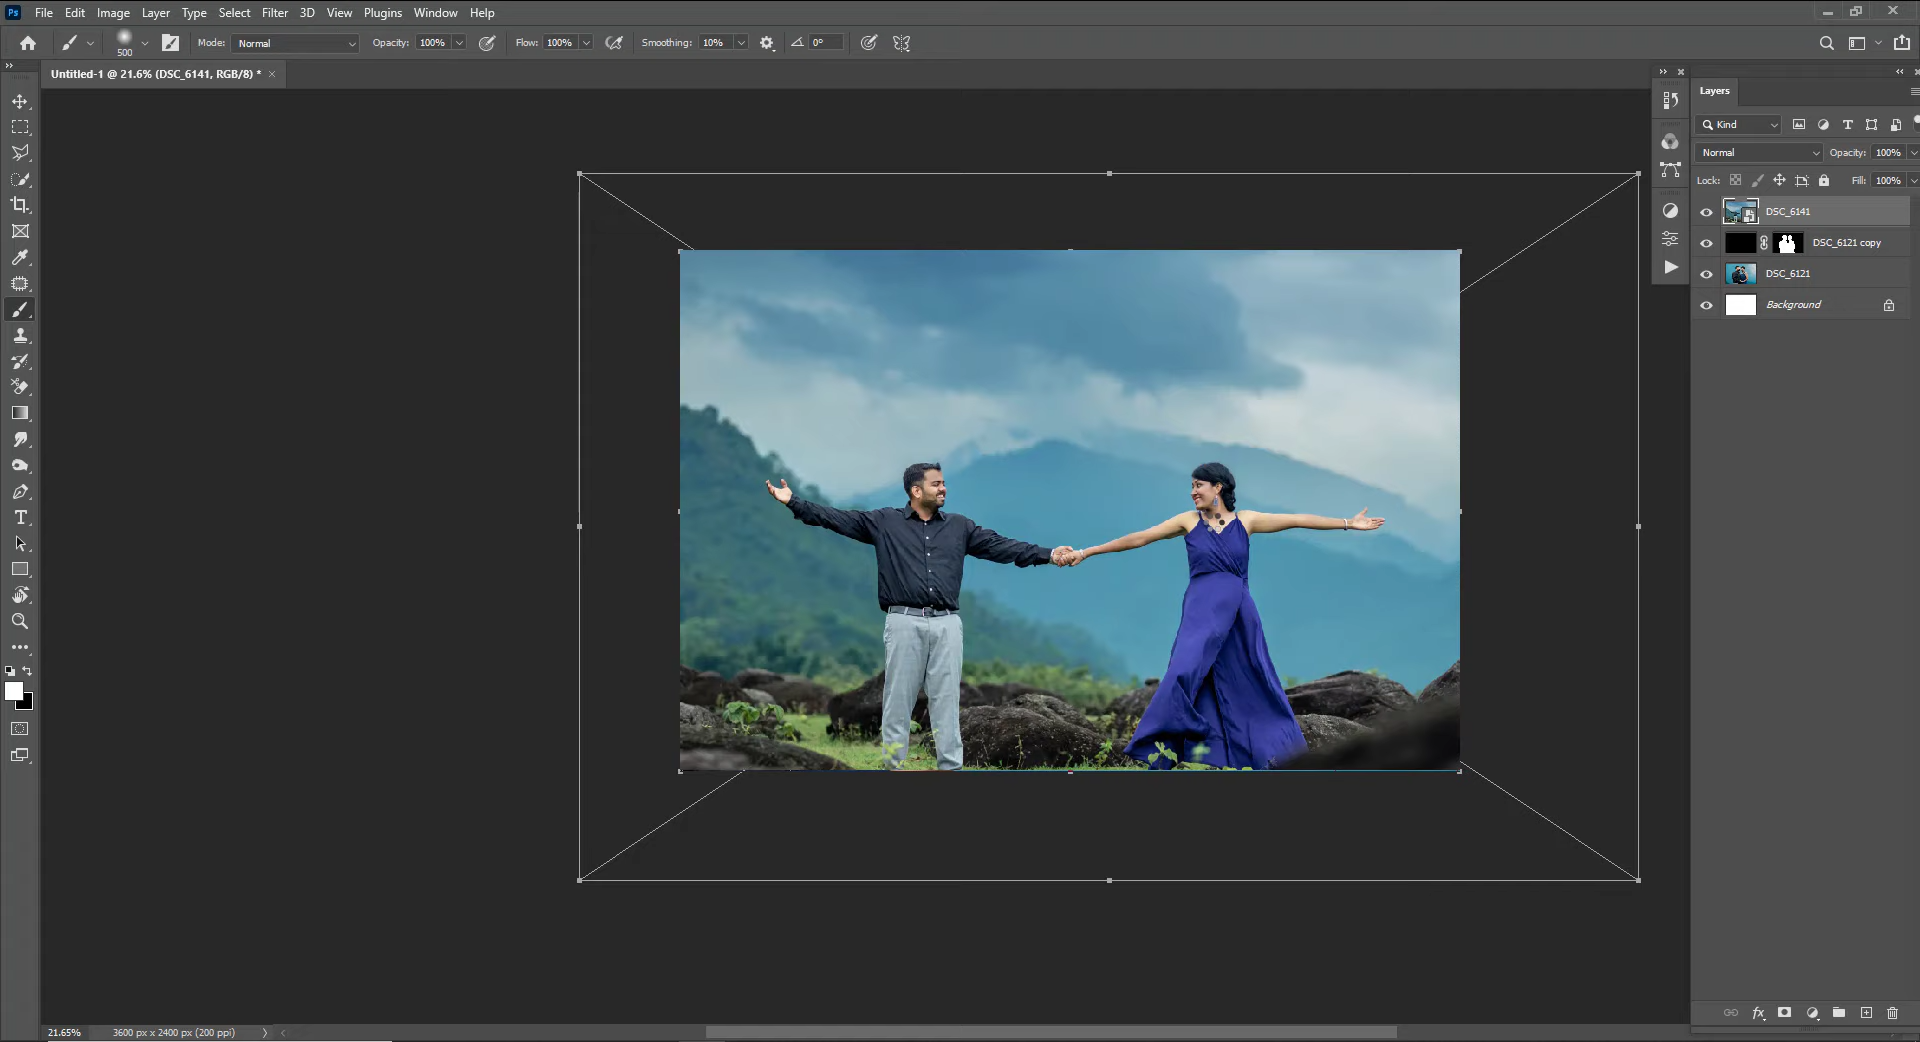 Ps File Edit Image Layer Type Select Filter 3D View Plugins Window Help
500 Mode: Normal Opacity: 100% Flow: 100% Smoothing: 10% 0°
Untitled-1 @ 21.6% (DSC_6141, RGB/8) * ×
Layers
Kind
Normal Opacity: 100%
Lock: Fill: 100%
DSC_6141
DSC_6121 copy
DSC_6121
Background
21.65% 3600 px x 2400 px (200 ppi)